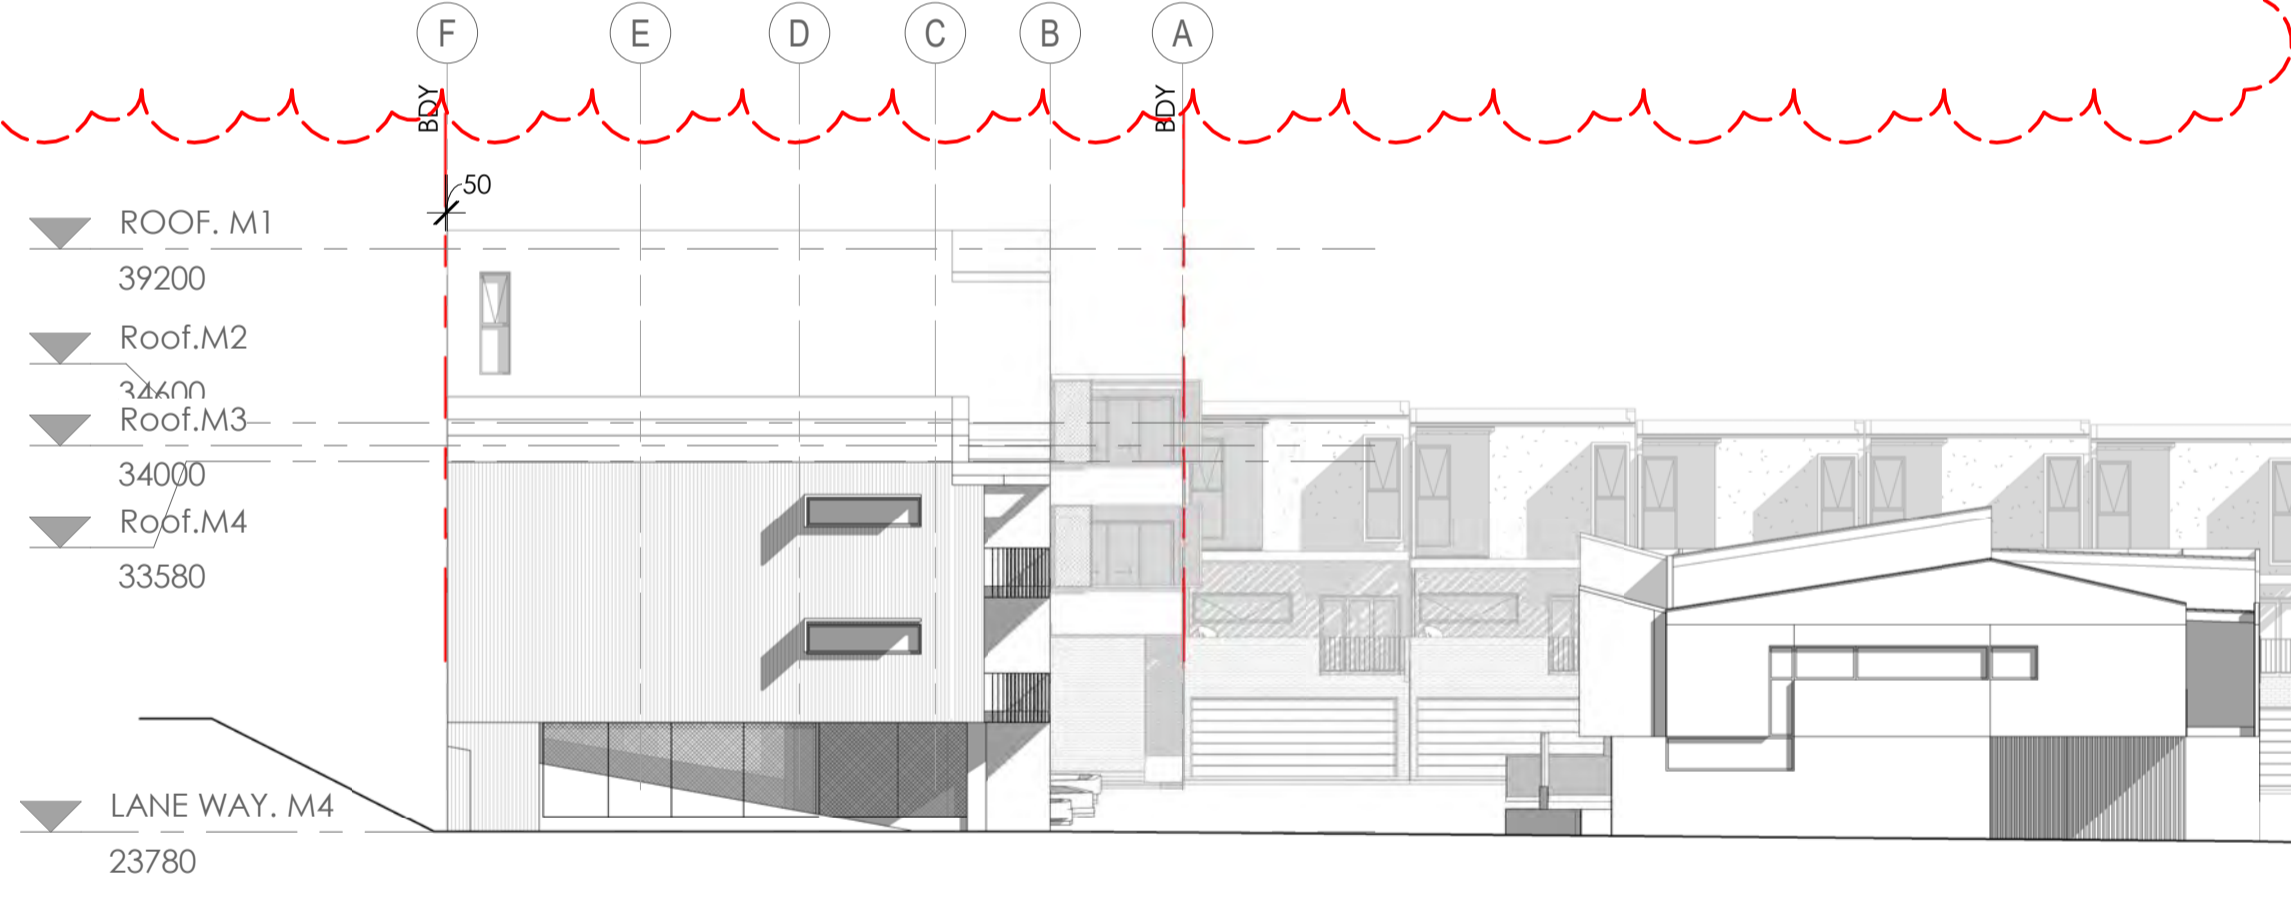 F E D C B A
BDY BDY
50
ROOF. M1
39200
Roof.M2
34600
Roof.M3
34000
Roof.M4
33580
LANE WAY. M4
23780